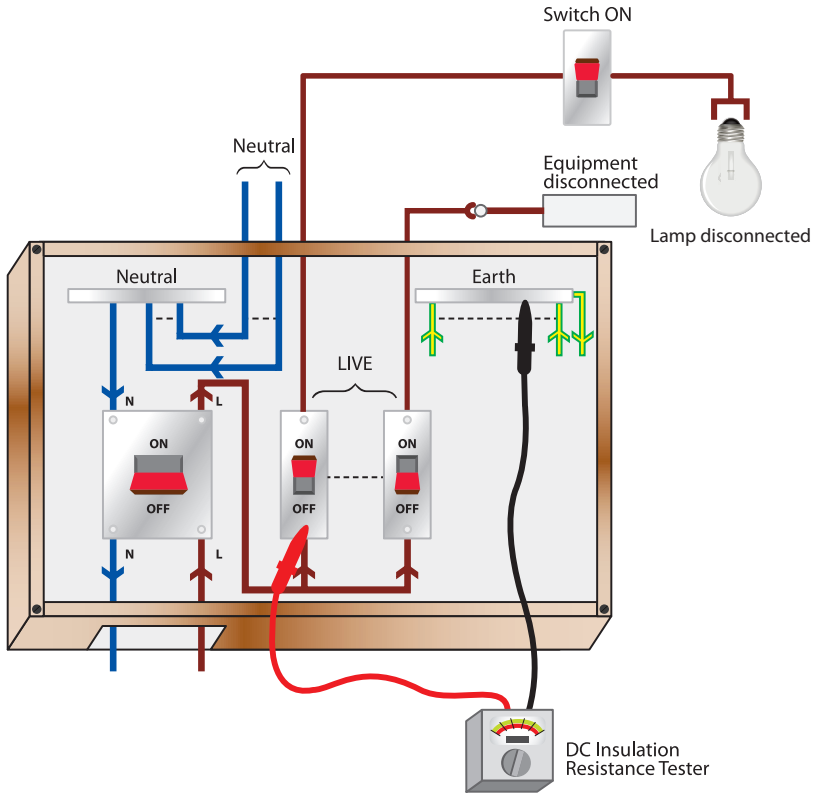 Switch ON
Neutral
Equipment
disconnected
Lamp disconnected
Neutral
Earth
LIVE
N
L
ON
OFF
ON
OFF
ON
OFF
N
L
DC Insulation
Resistance Tester